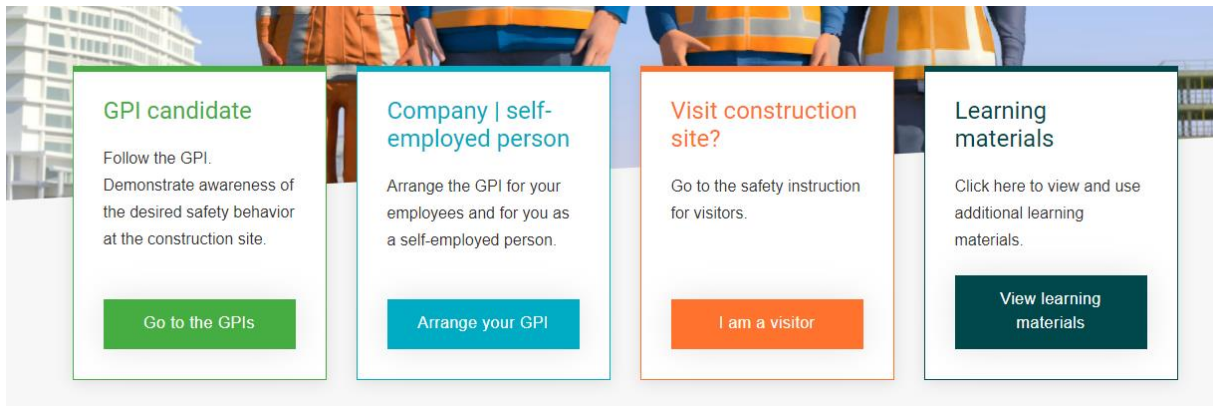 GPI candidate
Follow the GPI.
Demonstrate awareness of
the desired safety behavior
at the construction site.
Go to the GPIs
Company | self-
employed person
Arrange the GPI for your
employees and for you as
a self-employed person.
Arrange your GPI
Visit construction
site?
Go to the safety instruction
for visitors.
I am a visitor
Learning
materials
Click here to view and use
additional learning
materials.
View learning
materials